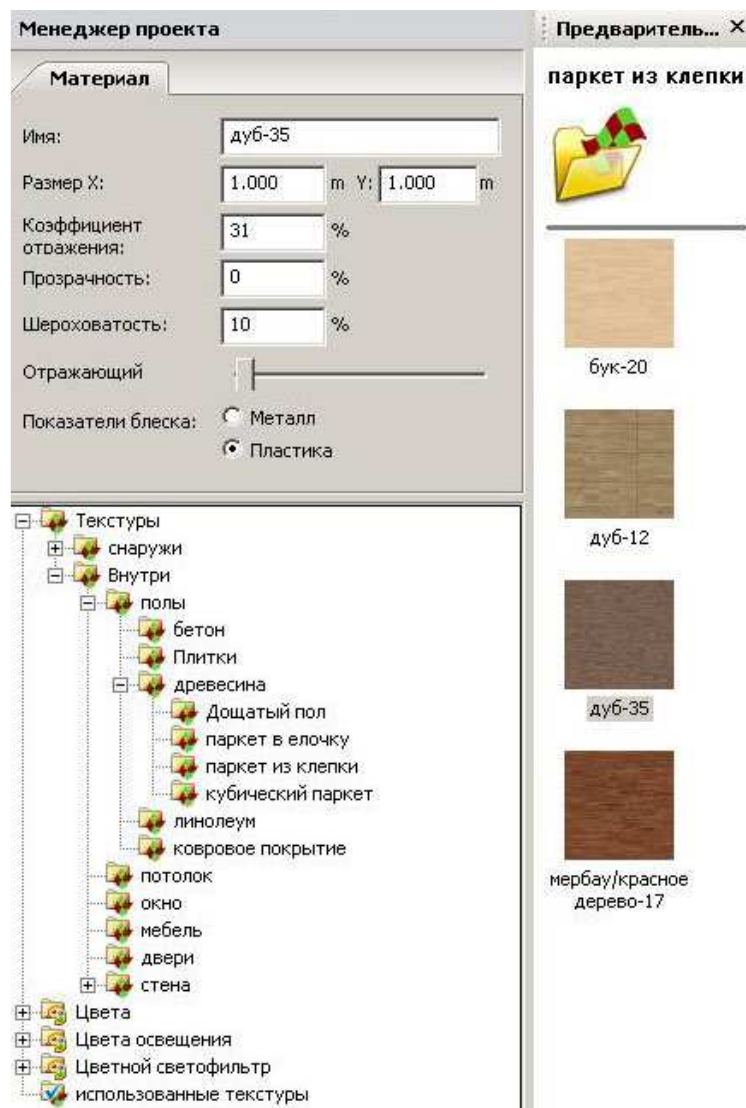 Менеджер проекта
Материал
Имя: дуб-35
Размер X: 1.000 m Y: 1.000 m
Коэффициент
отражения: 31 %
Прозрачность: 0 %
Шероховатость: 10 %
Отражающий
Показатели блеска: Металл
Пластика
Текстуры
снаружи
Внутри
полы
бетон
Плитки
древесина
Дощатый пол
паркет в елочку
паркет из клепки
кубический паркет
линолеум
ковровое покрытие
потолок
окно
мебель
двери
стена
Цвета
Цвета освещения
Цветной светофильтр
использованные текстуры
Предваритель... ×
паркет из клепки
бук-20
дуб-12
дуб-35
мербау/красное
дерево-17